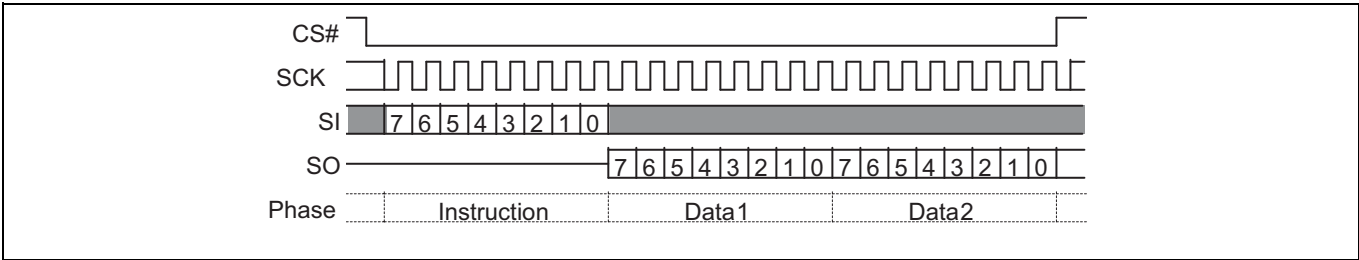 CS#
SCK
SI 7 6 5 4 3 2 1 0
SO 7 6 5 4 3 2 1 0 7 6 5 4 3 2 1 0
Phase Instruction Data1 Data2